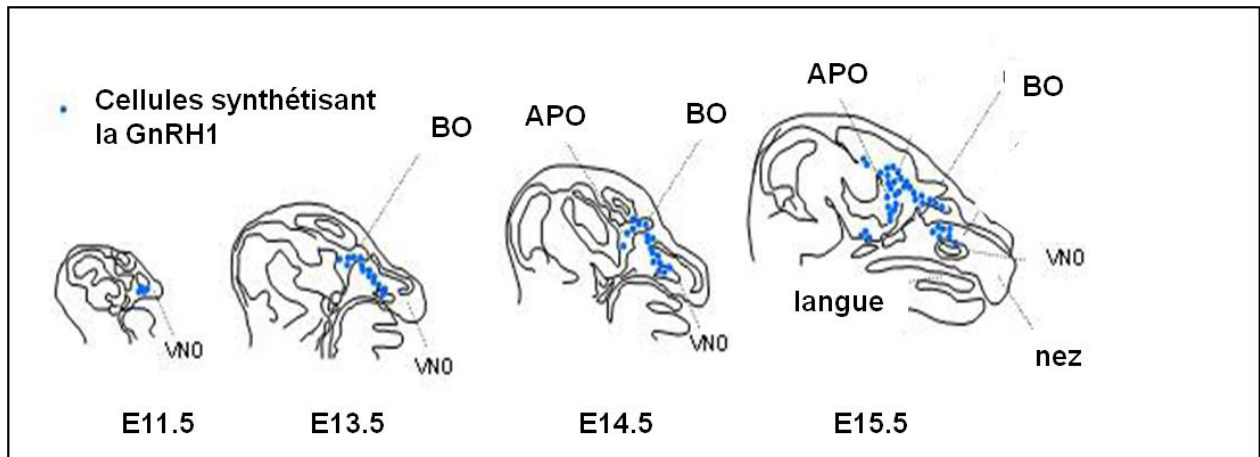 Cellules synthétisant
la GnRH1
BO
APO
BO
APO
BO
VNO
VNO
VNO
VNO
langue
nez
E11.5
E13.5
E14.5
E15.5